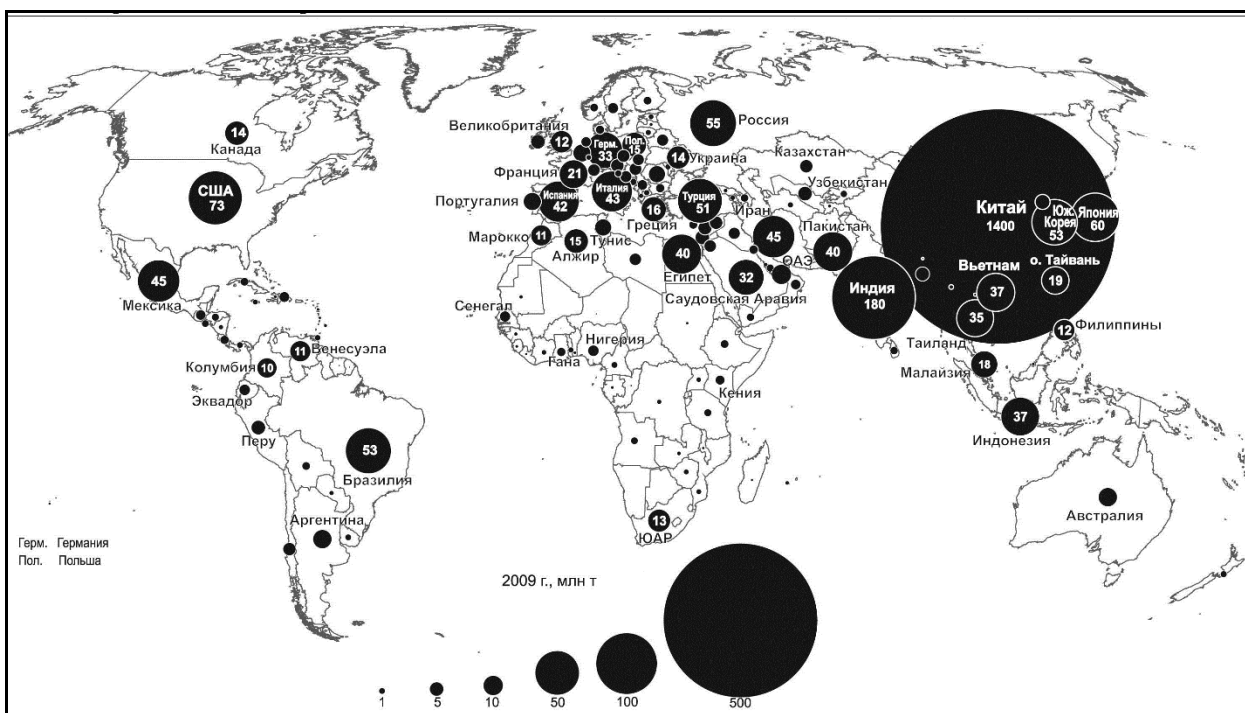 14
Канада
США
73
45
Мексика
11
Венесуэла
10
Колумбия
Эквадор
Перу
53
Бразилия
Аргентина
Великобритания
12
Герм.
33
Пол.
15
14
Украина
55
Россия
Франция
21
Португалия
Испания
42
Италия
43
16
Греция
Турция
51
Марокко
11
15
Алжир
Тунис
40
Египет
32
Саудовская Аравия
Иран
45
ОАЭ
40
Пакистан
Казахстан
Узбекистан
Сенегал
Гана
Нигерия
Кения
13
ЮАР
Индия
180
Китай
1400
Юж.
Корея
53
Япония
60
о. Тайвань
19
Вьетнам
37
35
Таиланд
12
Филиппины
18
Малайзия
37
Индонезия
Австралия
Герм. Германия
Пол. Польша
2009 г., млн т
1 5 10 50 100 500